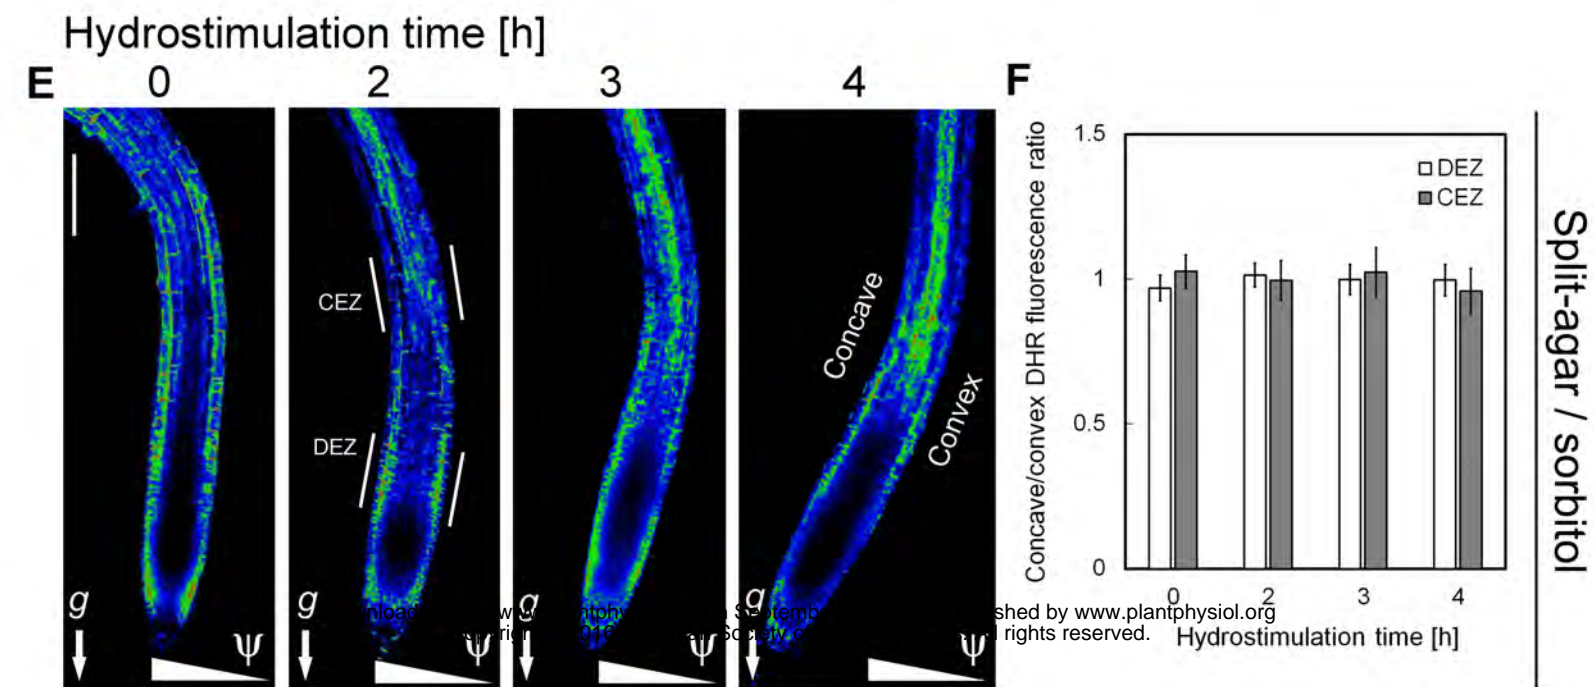 Hydrostimulation time [h]
E
0
2
3
4
F
CEZ
DEZ
Concave
Convex
g
Ψ
g
Ψ
g
Ψ
g
Concave/convex DHR fluorescence ratio
1.5
1
0.5
0
DEZ
CEZ
0
2
3
4
Hydrostimulation time [h]
Split-agar / sorbitol
shed by www.plantphysiol.org
rights reserved.